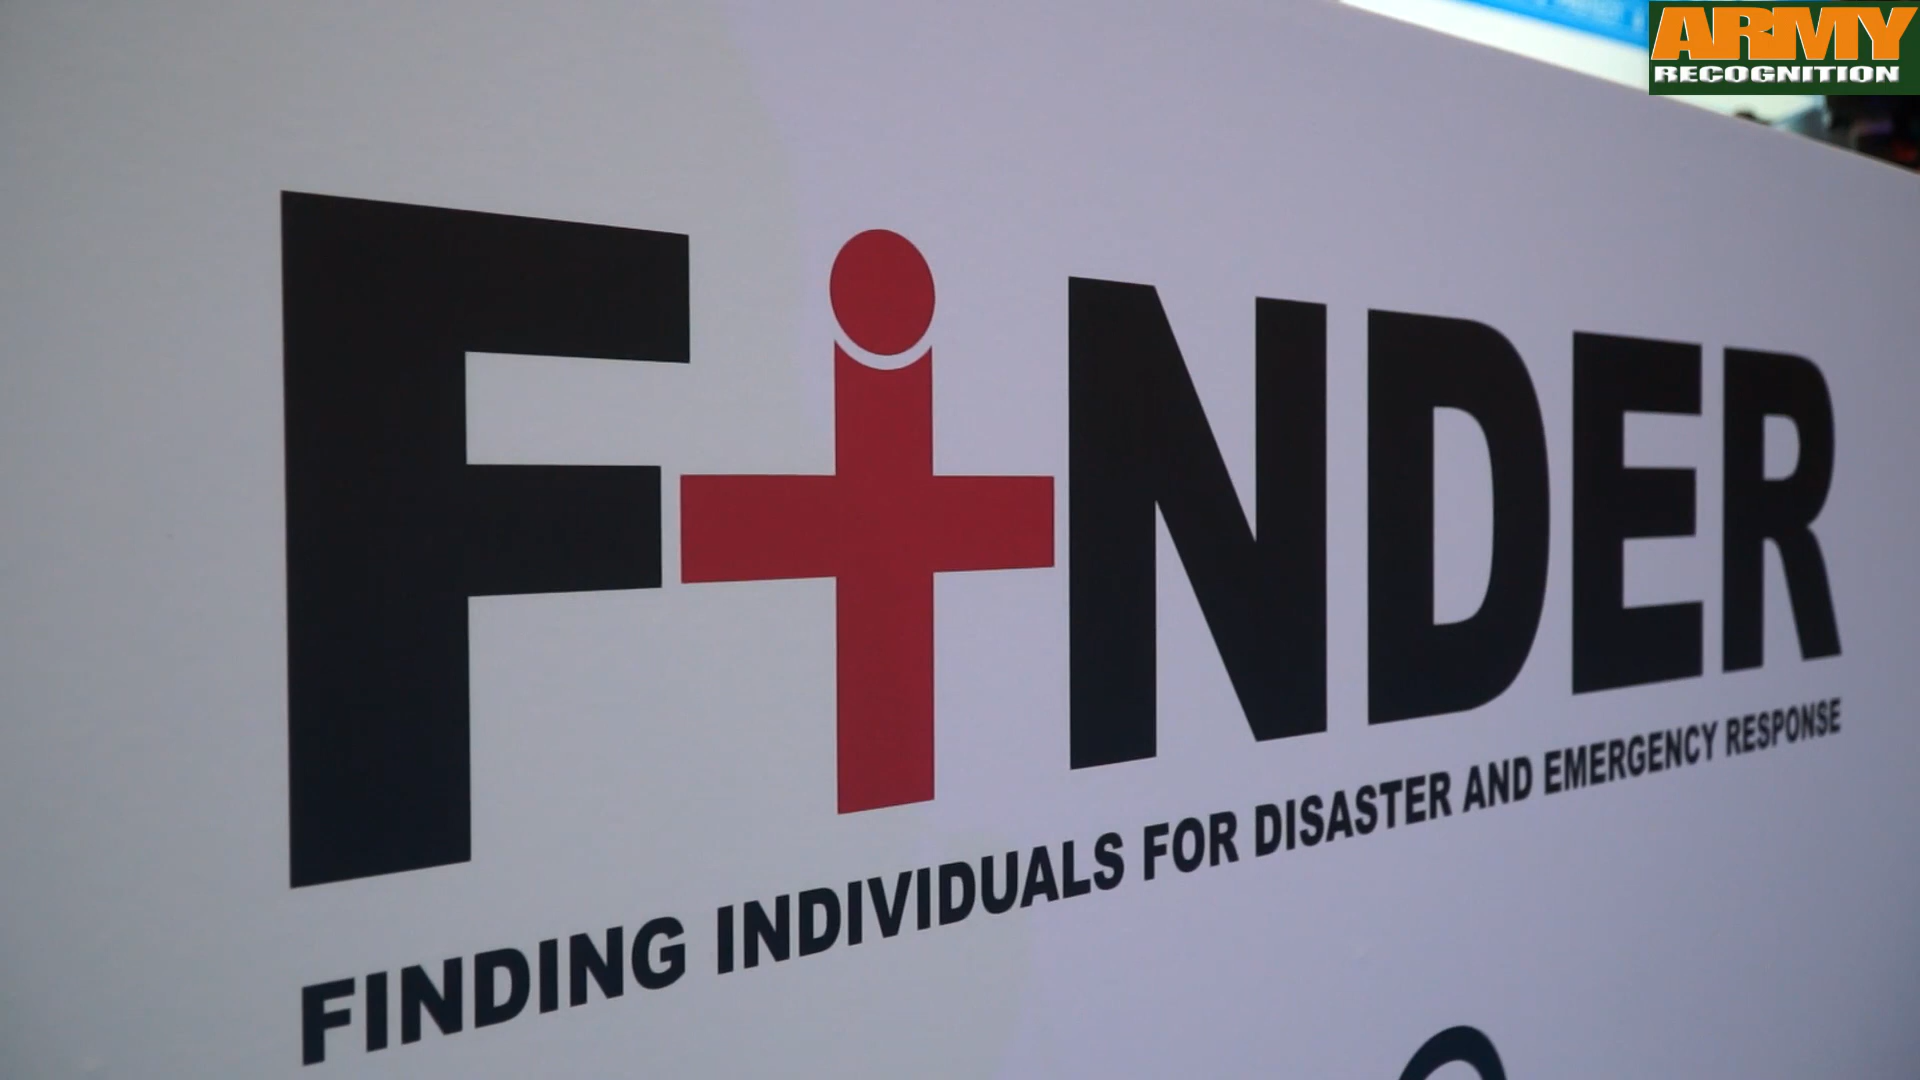 ARMY
RECOGNITION
FiNDER
FINDING INDIVIDUALS FOR DISASTER AND EMERGENCY RESPONSE